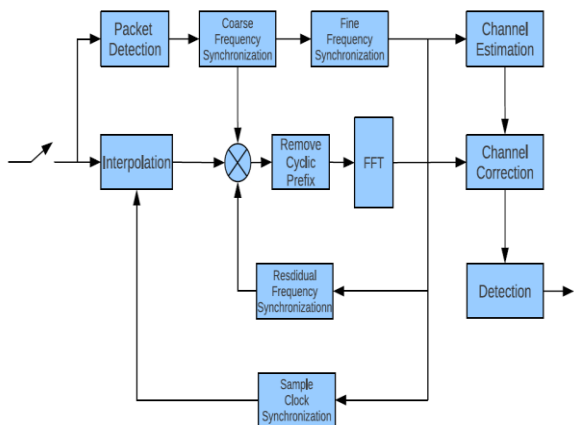 Packet
Detection
Coarse
Frequency
Synchronization
Fine
Frequency
Synchronization
Channel
Estimation
Interpolation
Remove
Cyclic
Prefix
FFT
Channel
Correction
Resdidual
Frequency
Synchronizationn
Detection
Sample
Clock
Synchronization